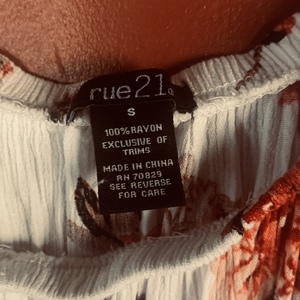 rue21
S
100% RAYON
EXCLUSIVE OF
TRIMS
MADE IN CHINA
RN 70829
SEE REVERSE
FOR CARE